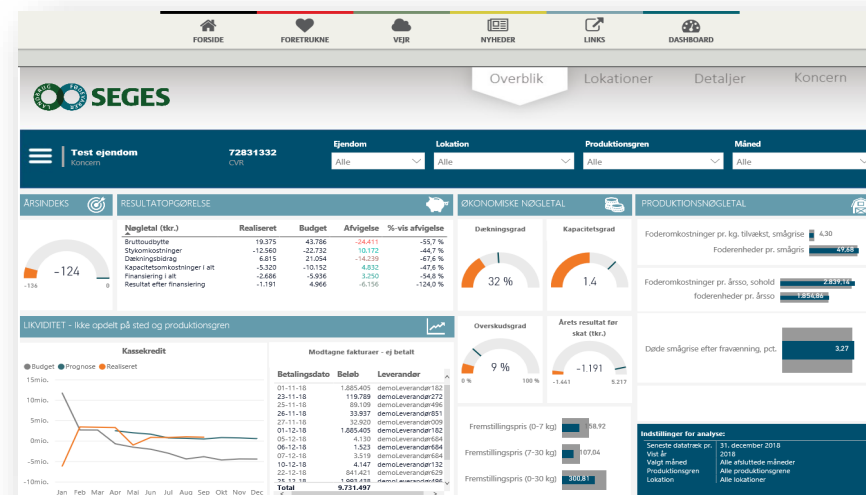 FORSIDE FORETRUKNE VEJR NYHEDER LINKS DASHBOARD
Overblik Lokationer Detaljer Koncern
LANDBRUG FØDEVARER SEGES
Test ejendom
Koncern
72831332
CVR
Ejendom Lokation Produktionsgren Måned
Alle Alle Alle Alle
ÅRSINDEKS
-124
-136 0
RESULTATOPGØRELSE
Nøgletal (tkr.) Realiseret Budget Afvigelse %-vis afvigelse
Bruttoudbytte 19.375 43.786 -24.411 -55,7 %
Stykomkostninger -12.560 -22.732 10.172 -44,7 %
Dækningsbidrag 6.815 21.054 -14.239 -67,6 %
Kapacitetsomkostninger i alt -5.320 -10.152 4.832 -47,6 %
Finansiering i alt -2.686 -5.936 3.250 -54,8 %
Resultat efter finansiering -1.191 4.966 -6.156 -124,0 %
ØKONOMISKE NØGLETAL
Dækningsgrad
32 %
Kapacitetsgrad
1.4
Overskudsgrad
9 %
0 % 100 %
Årets resultat før
skat (tkr.)
-1.191
-1.461 5.217
Fremstillingspris (0-7 kg) 158,92
Fremstillingspris (7-30 kg) 107,04
Fremstillingspris (0-30 kg) 300,81
PRODUKTIONSNØGLETAL
Foderomkostninger pr. kg. tilvækst, smågrise 4,30
Foderenheder pr. smågris 49,68
Foderomkostninger pr. årsso, sohold 2.839,14
foderenheder pr. årsso 1.854,86
Døde smågrise efter fravænning, pct. 3,27
LIKVIDITET - Ikke opdelt på sted og produktionsgren
Kassekredit
Budget Prognose Realiseret
15mio.
10mio.
5mio.
0mio.
-5mio.
-10mio.
Jan Feb Mar Apr Maj Jun Jul Aug Sep Okt Nov Dec
Modtagne fakturaer - ej betalt
Betalingsdato Beløb Leverandør
01-11-18 1.885.405 demoLeverandør182
23-11-18 119.789 demoLeverandør272
25-11-18 89.109 demoLeverandør496
26-11-18 33.937 demoLeverandør851
27-11-18 32.920 demoLeverandør009
01-12-18 1.885.405 demoLeverandør182
05-12-18 4.130 demoLeverandør684
06-12-18 1.523 demoLeverandør684
07-12-18 3.519 demoLeverandør684
10-12-18 4.147 demoLeverandør132
22-12-18 841.421 demoLeverandør629
25-12-18 1.993.438
Total 9.731.497
Indstillinger for analyse:
Seneste datatræk pr. 31. december 2018
Vist år 2018
Valgt måned Alle afsluttede måneder
Produktionsgren Alle produktionsgrene
Lokation Alle lokationer